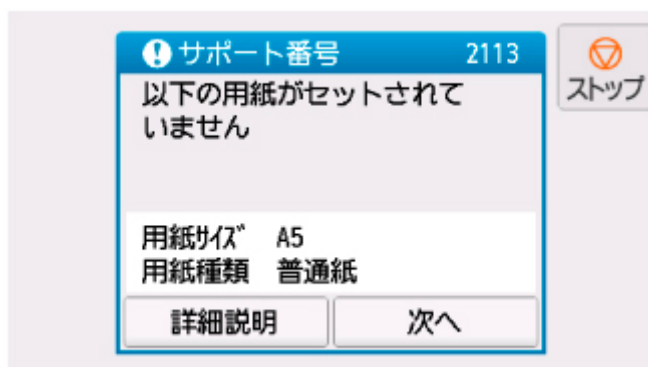 サポート番号 2113
以下の用紙がセットされて
いません
用紙ｻｲｽﾞ A5
用紙種類 普通紙
詳細説明 次へ
ストップ